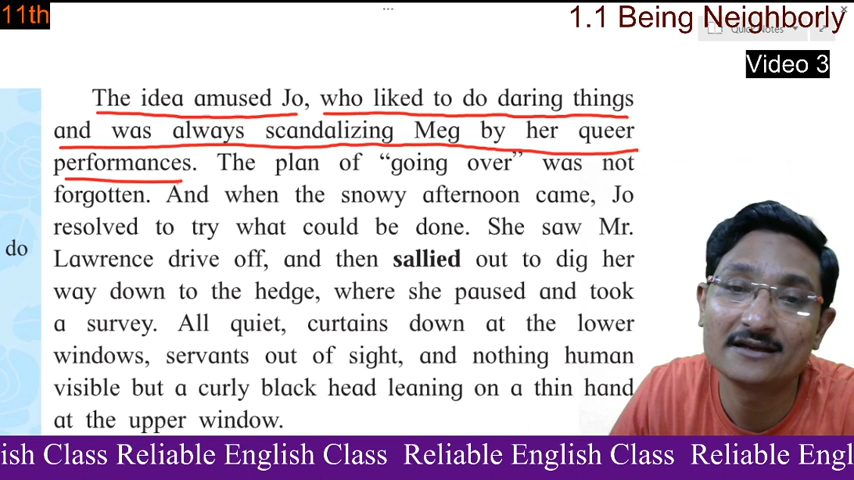 11th
1.1 Being Neighborly
Quick Notes
Video 3
The idea amused Jo, who liked to do daring things
and was always scandalizing Meg by her queer
performances. The plan of “going over” was not
forgotten. And when the snowy afternoon came, Jo
resolved to try what could be done. She saw Mr.
do
Lawrence drive off, and then sallied out to dig her
way down to the hedge, where she paused and took
a survey. All quiet, curtains down at the lower
windows, servants out of sight, and nothing human
visible but a curly black head leaning on a thin hand
at the upper window.
ish Class Reliable English Class Reliable English Class Reliable Engl